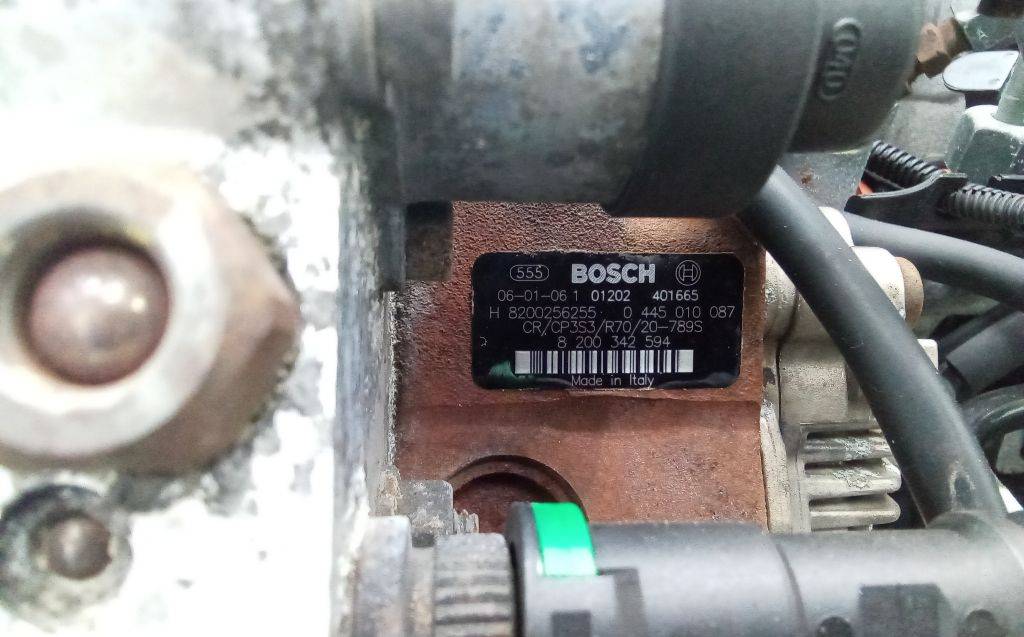 555 BOSCH H
06-01-06 1 01202 401665
H 8200256255 0 445 010 087
CR/CP3S3/R70/20-789S
8 200 342 594
Made in Italy